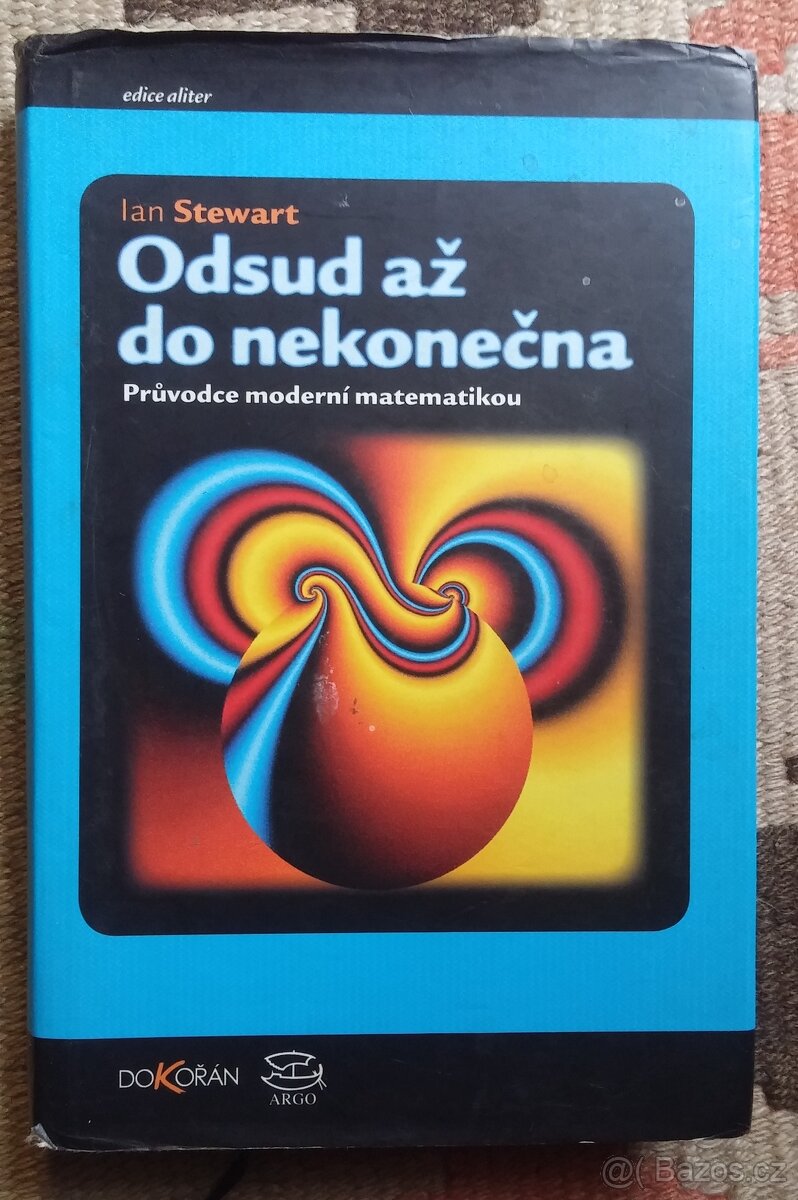 edice aliter
Ian Stewart
Odsud až
do nekonečna
Průvodce moderní matematikou
DOKOŘÁN
ARGO
@( Bazos.cz